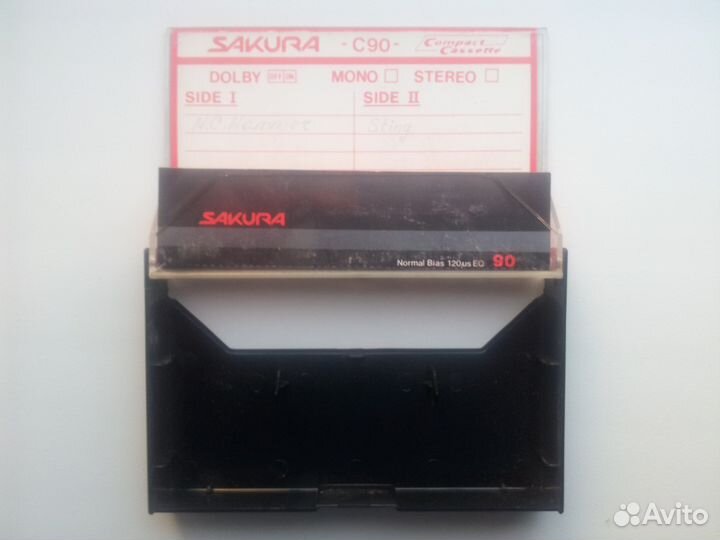 SAKURA - C90 - Compact Cassette
DOLBY OFF ON MONO STEREO
SIDE I SIDE II
M.C. Hammer Sting
SAKURA
Normal Bias 120µs EQ 90
Avito